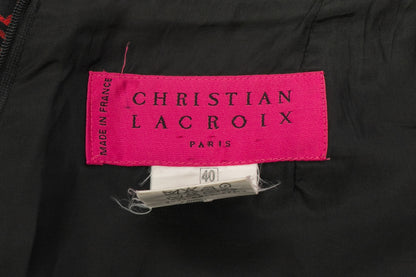 MADE IN FRANCE
CHRISTIAN
LACROIX
PARIS
40